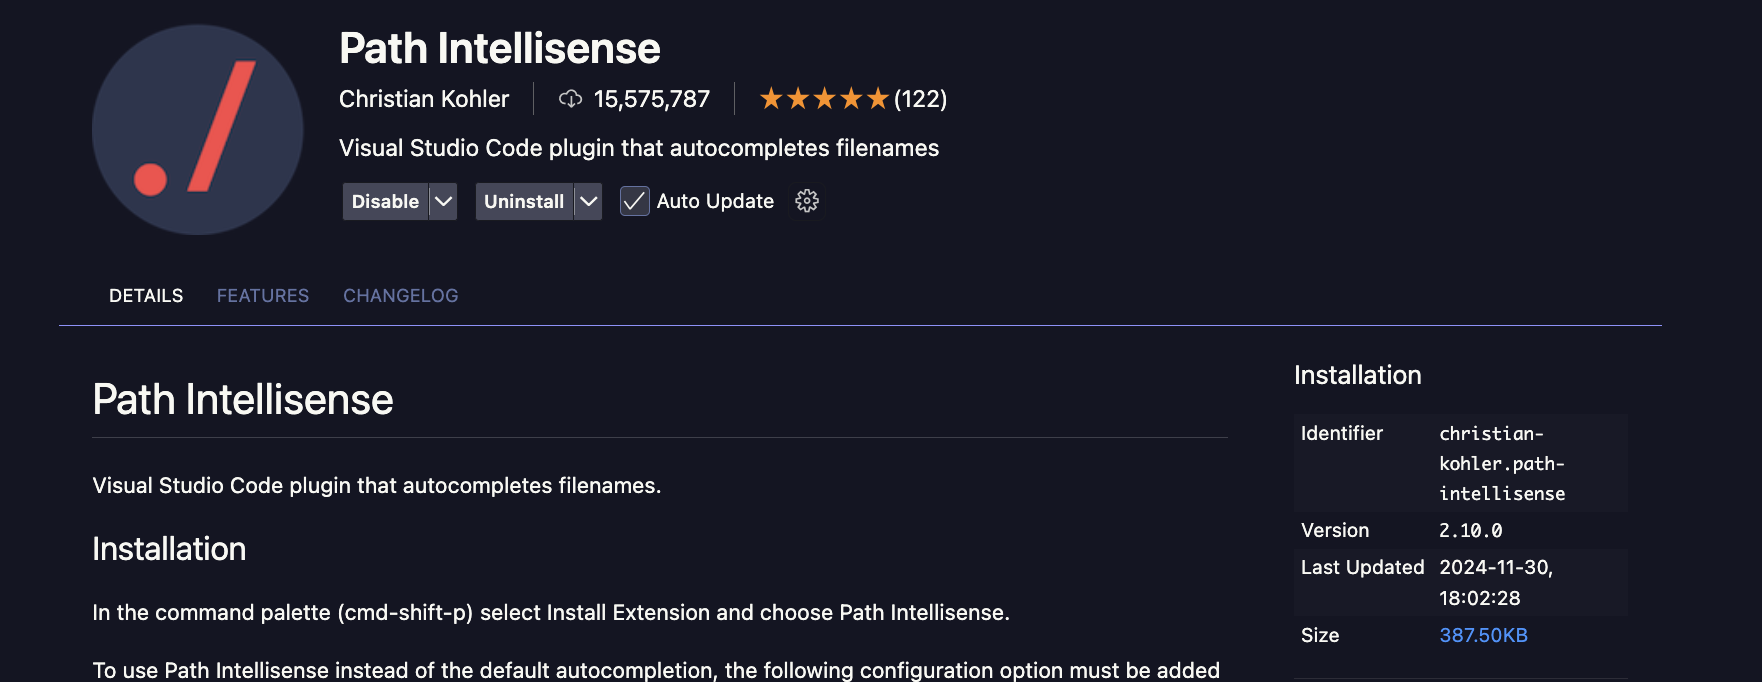 Path Intellisense
Christian Kohler 15,575,787 (122)
Visual Studio Code plugin that autocompletes filenames
Disable Uninstall Auto Update
DETAILS FEATURES CHANGELOG
Path Intellisense
Visual Studio Code plugin that autocompletes filenames.
Installation
In the command palette (cmd-shift-p) select Install Extension and choose Path Intellisense.
To use Path Intellisense instead of the default autocompletion, the following configuration option must be added
Installation
Identifier christian-
kohler.path-
intellisense
Version 2.10.0
Last Updated 2024-11-30,
18:02:28
Size 387.50KB